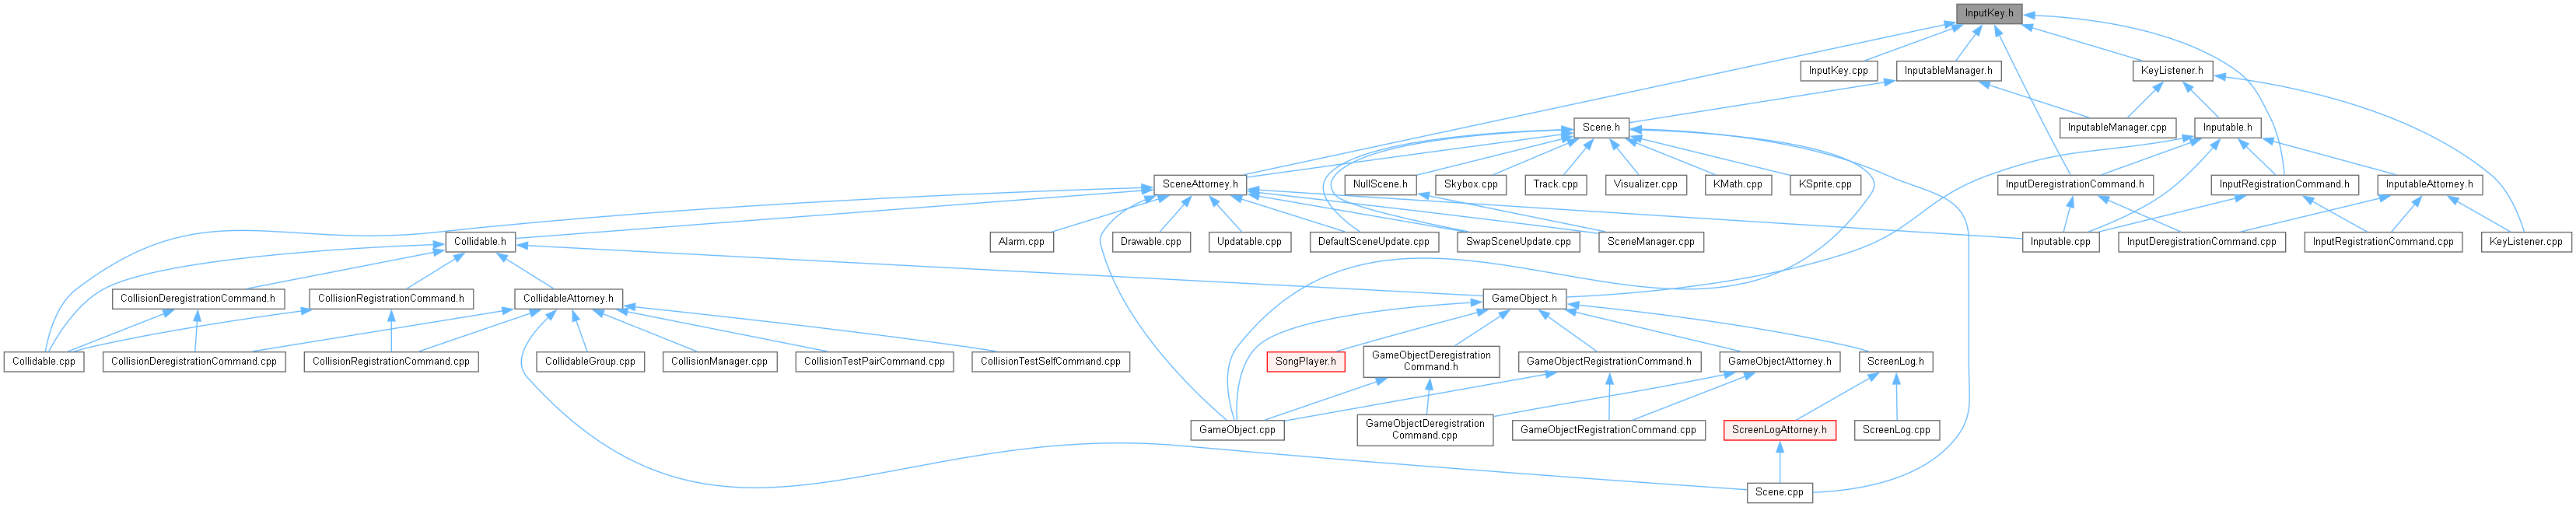 InputKey.h
InputKey.cpp
InputableManager.h
KeyListener.h
Scene.h
InputableManager.cpp
Inputable.h
SceneAttorney.h
NullScene.h
Skybox.cpp
Track.cpp
Visualizer.cpp
KMath.cpp
KSprite.cpp
InputDeregistrationCommand.h
InputRegistrationCommand.h
InputableAttorney.h
Collidable.h
Alarm.cpp
Drawable.cpp
Updatable.cpp
DefaultSceneUpdate.cpp
SwapSceneUpdate.cpp
SceneManager.cpp
Inputable.cpp
InputDeregistrationCommand.cpp
InputRegistrationCommand.cpp
KeyListener.cpp
CollisionDeregistrationCommand.h
CollisionRegistrationCommand.h
CollidableAttorney.h
GameObject.h
Collidable.cpp
CollisionDeregistrationCommand.cpp
CollisionRegistrationCommand.cpp
CollidableGroup.cpp
CollisionManager.cpp
CollisionTestPairCommand.cpp
CollisionTestSelfCommand.cpp
SongPlayer.h
GameObjectDeregistration
Command.h
GameObjectRegistrationCommand.h
GameObjectAttorney.h
ScreenLog.h
GameObject.cpp
GameObjectDeregistration
Command.cpp
GameObjectRegistrationCommand.cpp
ScreenLogAttorney.h
ScreenLog.cpp
Scene.cpp